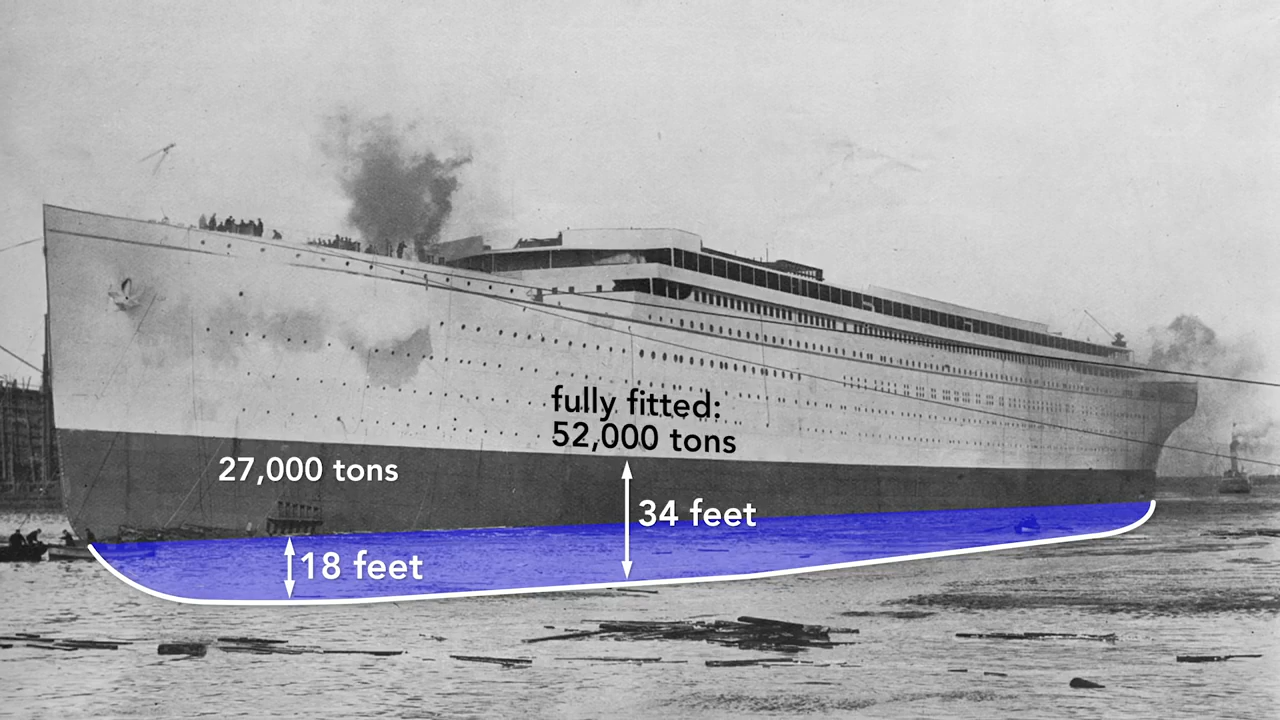 fully fitted:
52,000 tons
27,000 tons
34 feet
18 feet